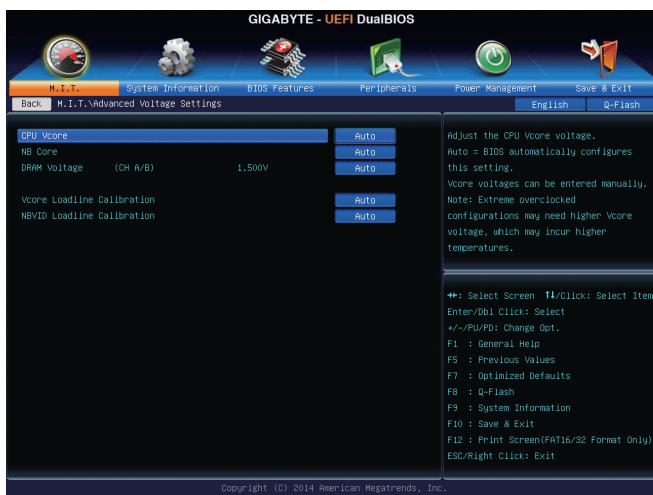 GIGABYTE - UEFI DualBIOS
M.I.T. System Information BIOS Features Peripherals Power Management Save & Exit
Back M.I.T.\Advanced Voltage Settings English Q-Flash
CPU Vcore Auto
NB Core Auto
DRAM Voltage (CH A/B) 1.500V Auto
Vcore Loadline Calibration Auto
NBVID Loadline Calibration Auto
Adjust the CPU Vcore voltage.
Auto = BIOS automatically configures
this setting.
Vcore voltages can be entered manually.
Note: Extreme overclocked
configurations may need higher Vcore
voltage, which may incur higher
temperatures.
→←: Select Screen ↑↓/Click: Select Item
Enter/Dbl Click: Select
+/-/PU/PD: Change Opt.
F1 : General Help
F5 : Previous Values
F7 : Optimized Defaults
F8 : Q-Flash
F9 : System Information
F10 : Save & Exit
F12 : Print Screen(FAT16/32 Format Only)
ESC/Right Click: Exit
Copyright (C) 2014 American Megatrends, Inc.